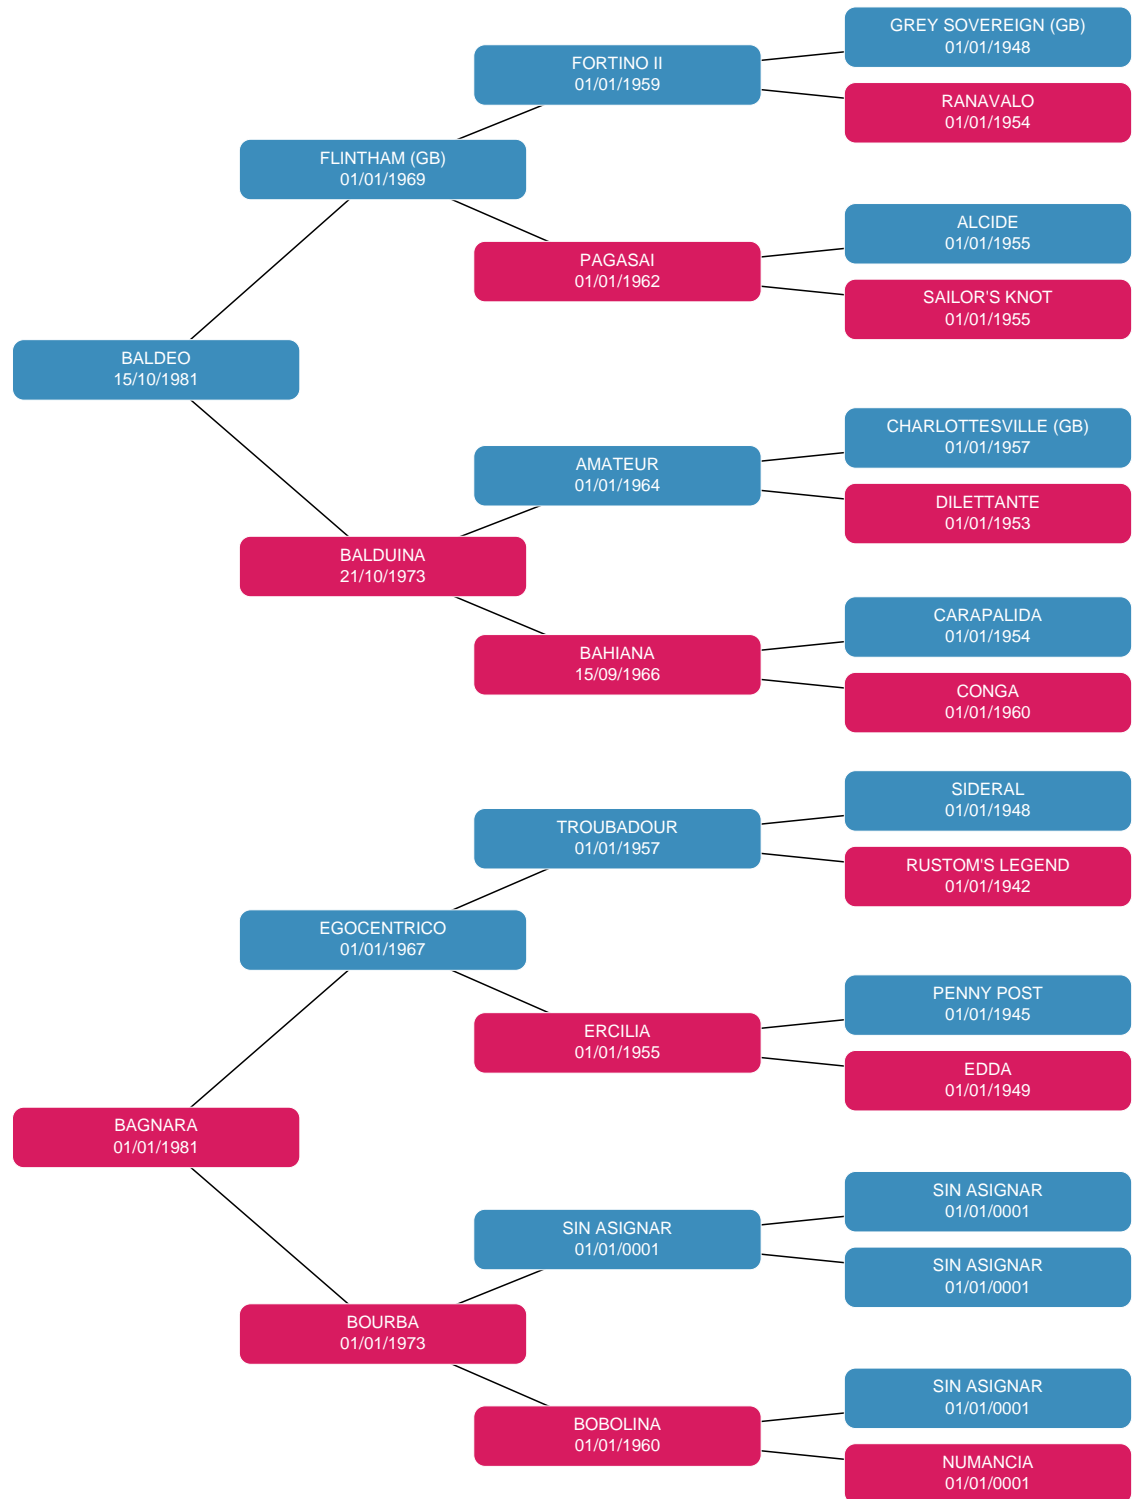 GREY SOVEREIGN (GB)
01/01/1948
FORTINO II
01/01/1959
RANAVALO
01/01/1954
FLINTHAM (GB)
01/01/1969
ALCIDE
01/01/1955
PAGASAI
01/01/1962
SAILOR'S KNOT
01/01/1955
BALDEO
15/10/1981
CHARLOTTESVILLE (GB)
01/01/1957
AMATEUR
01/01/1964
DILETTANTE
01/01/1953
BALDUINA
21/10/1973
CARAPALIDA
01/01/1954
BAHIANA
15/09/1966
CONGA
01/01/1960
SIDERAL
01/01/1948
TROUBADOUR
01/01/1957
RUSTOM'S LEGEND
01/01/1942
EGOCENTRICO
01/01/1967
PENNY POST
01/01/1945
ERCILIA
01/01/1955
EDDA
01/01/1949
BAGNARA
01/01/1981
SIN ASIGNAR
01/01/0001
SIN ASIGNAR
01/01/0001
SIN ASIGNAR
01/01/0001
BOURBA
01/01/1973
SIN ASIGNAR
01/01/0001
BOBOLINA
01/01/1960
NUMANCIA
01/01/0001